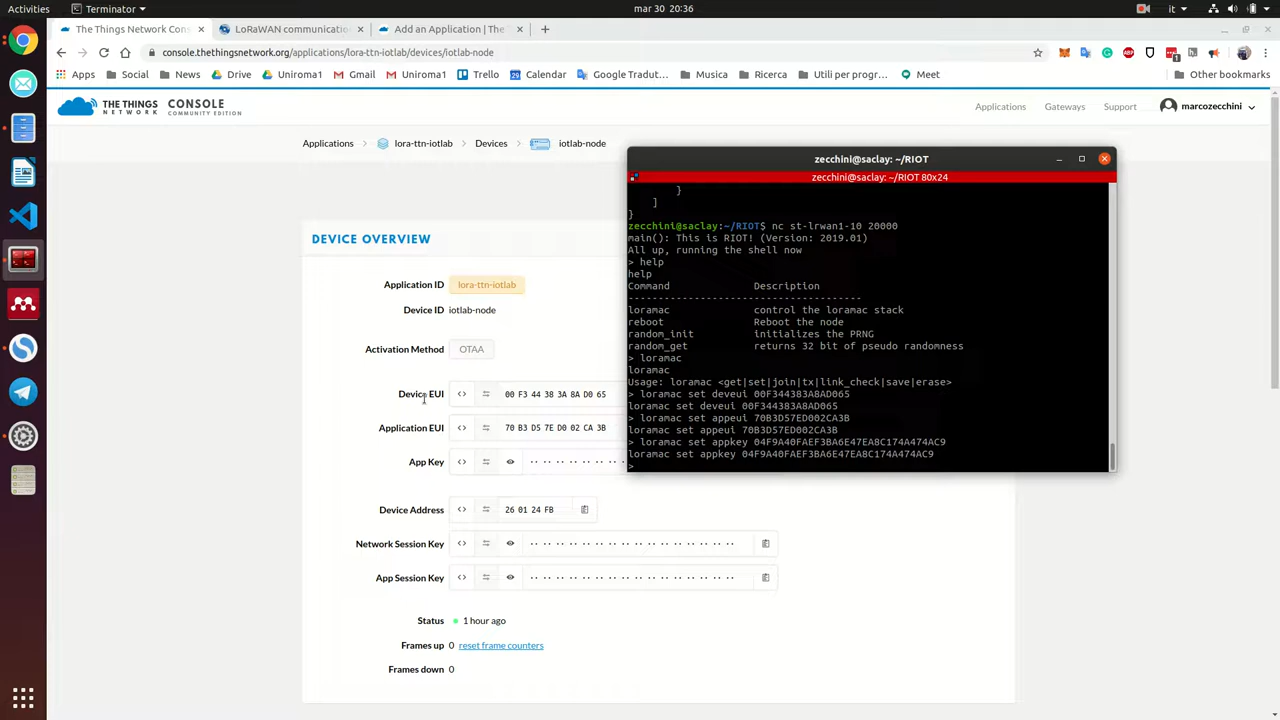 Activities
Terminator
mar 30 20:36
it
The Things Network Con
LoRaWAN communicatio
Add an Application | The
console.thethingsnetwork.org/applications/lora-ttn-iotlab/devices/iotlab-node
Apps Social News Drive Uniroma1 Gmail Uniroma1 Trello Calendar Google Tradut... Musica Ricerca Utili per progr... Meet Other bookmarks
THE THINGS NETWORK
CONSOLE
COMMUNITY EDITION
Applications Gateways Support marcozecchini
Applications > lora-ttn-iotlab > Devices > iotlab-node
DEVICE OVERVIEW
Application ID lora-ttn-iotlab
Device ID iotlab-node
Activation Method OTAA
Device EUI <> 00 F3 44 38 3A 8A D0 65
Application EUI <> 70 B3 D5 7E D0 02 CA 3B
App Key <>
Device Address <> 26 01 24 FB
Network Session Key <>
App Session Key <>
Status 1 hour ago
Frames up 0 reset frame counters
Frames down 0
zecchini@saclay: ~/RIOT
zecchini@saclay: ~/RIOT 80x24
}
]
}
zecchini@saclay:~/RIOT$ nc st-lrwan1-10 20000
main(): This is RIOT! (Version: 2019.01)
All up, running the shell now
> help
help
Command Description
---------------------------------------
loramac control the loramac stack
reboot Reboot the node
random_init initializes the PRNG
random_get returns 32 bit of pseudo randomness
> loramac
loramac
Usage: loramac <get|set|join|tx|link_check|save|erase>
> loramac set deveui 00F344383A8AD065
loramac set deveui 00F344383A8AD065
> loramac set appeui 70B3D57ED002CA3B
loramac set appeui 70B3D57ED002CA3B
> loramac set appkey 04F9A40FAEF3BA6E47EA8C174A474AC9
loramac set appkey 04F9A40FAEF3BA6E47EA8C174A474AC9
>